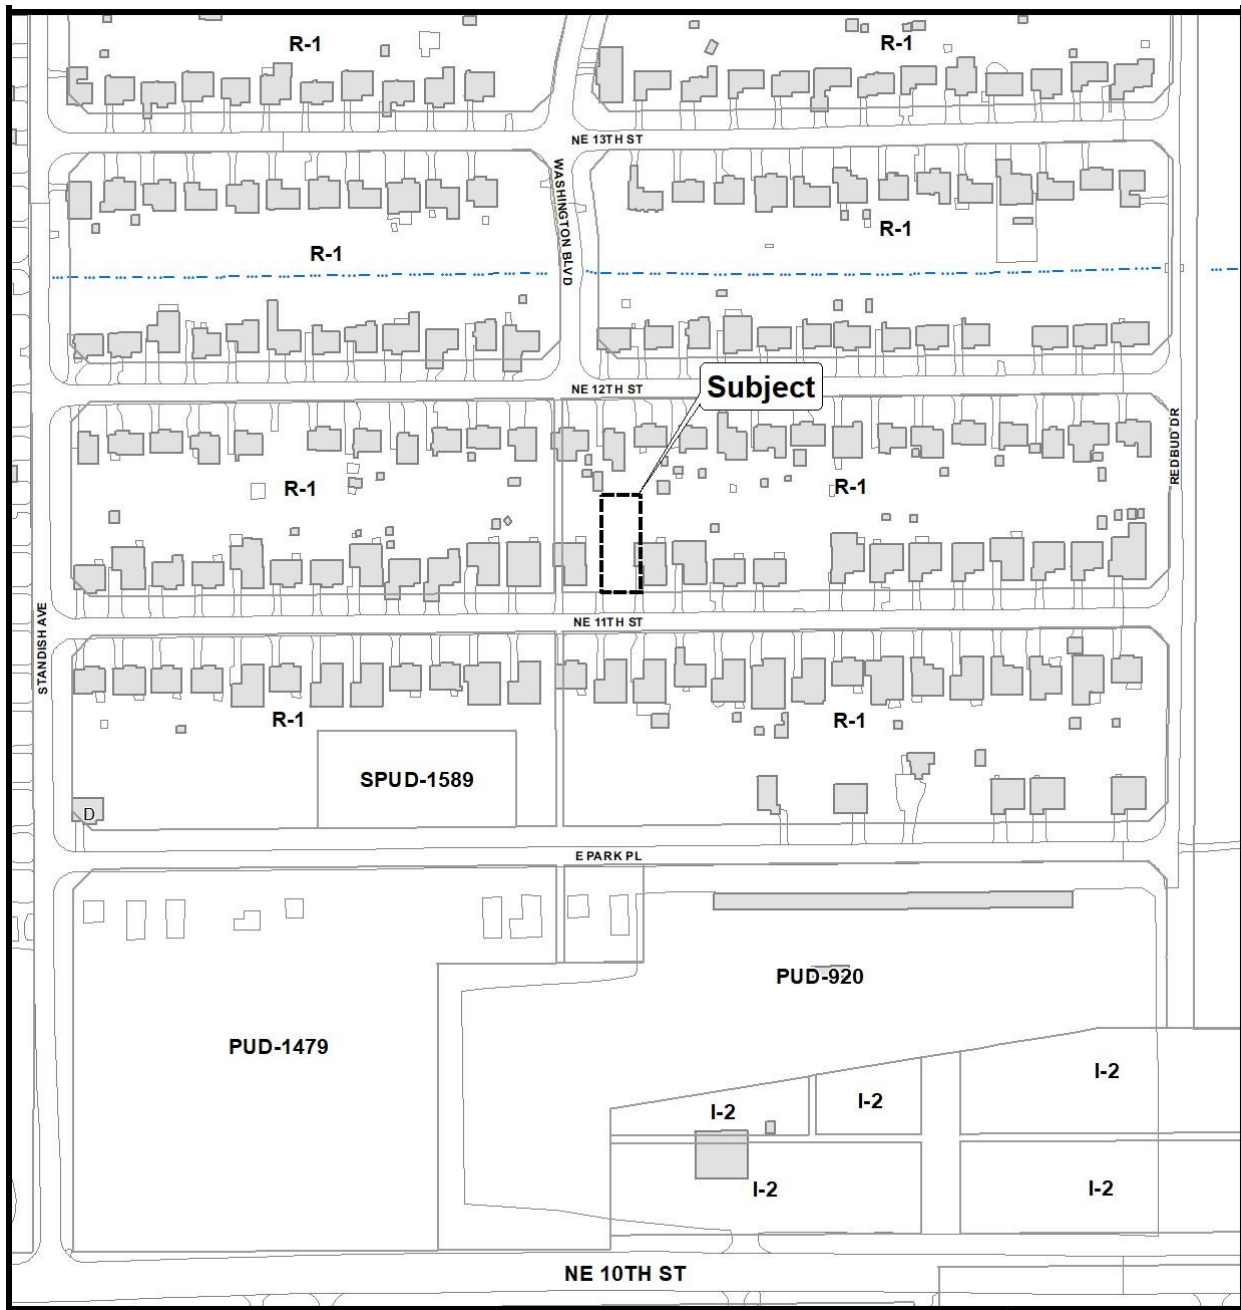 R-1
R-1
NE 13TH ST
WASHINGTON BLVD
R-1
R-1
NE 12TH ST
Subject
REDBUD DR
R-1
R-1
STANDISH AVE
NE 11TH ST
R-1
R-1
SPUD-1589
D
E PARK PL
PUD-920
PUD-1479
I-2
I-2
I-2
I-2
I-2
NE 10TH ST